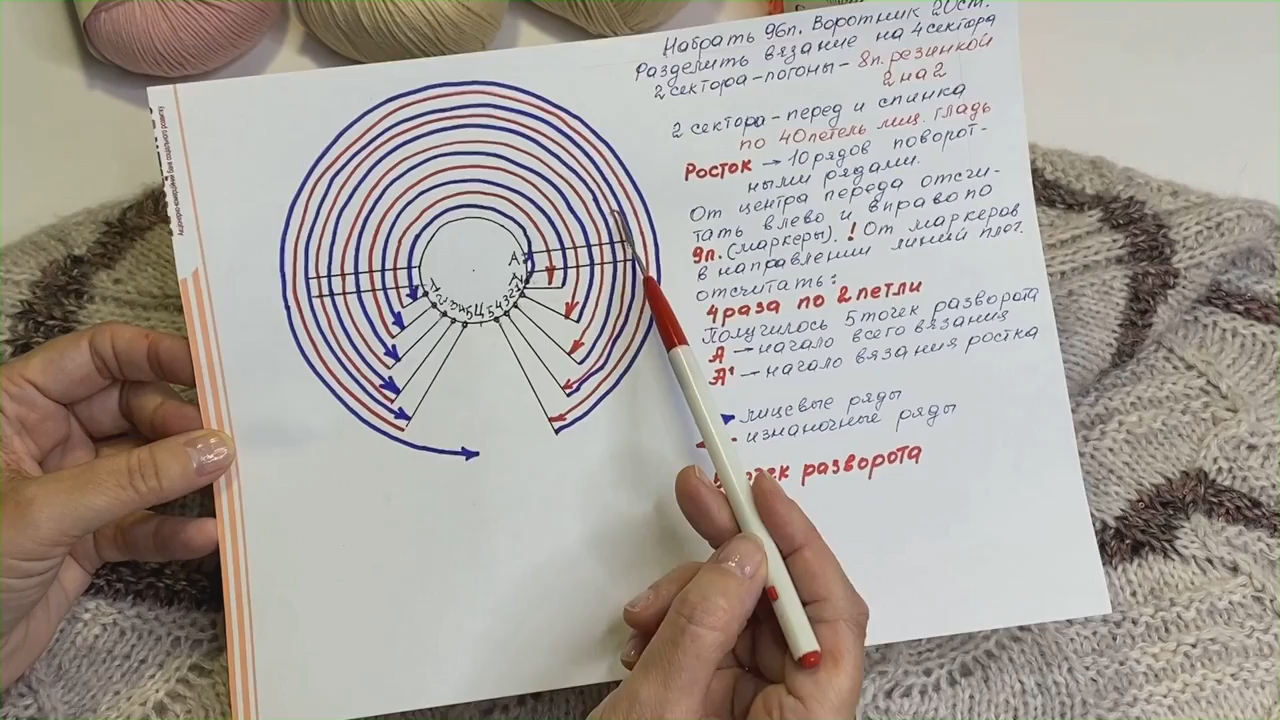 Набрать 96п. Воротник 20см.
Разделить вязание на 4 сектора
2 сектора-погоны- 8п. резинкой
2 на 2
2 сектора - перед и спинка
по 40 петель лиц. гладь
Росток → 10 рядов поворот-
ными рядами.
От центра переда отсчи-
тать влево и вправо по
9п. (маркеры). ! От маркеров
в направлении линий плог.
отсчитать:
4 раза по 2 петли
Получилось 5 точек разворота
А — начало всего вязания
А¹ — начало вязания ростка
лицевые ряды
изнаночные ряды
разворота
А